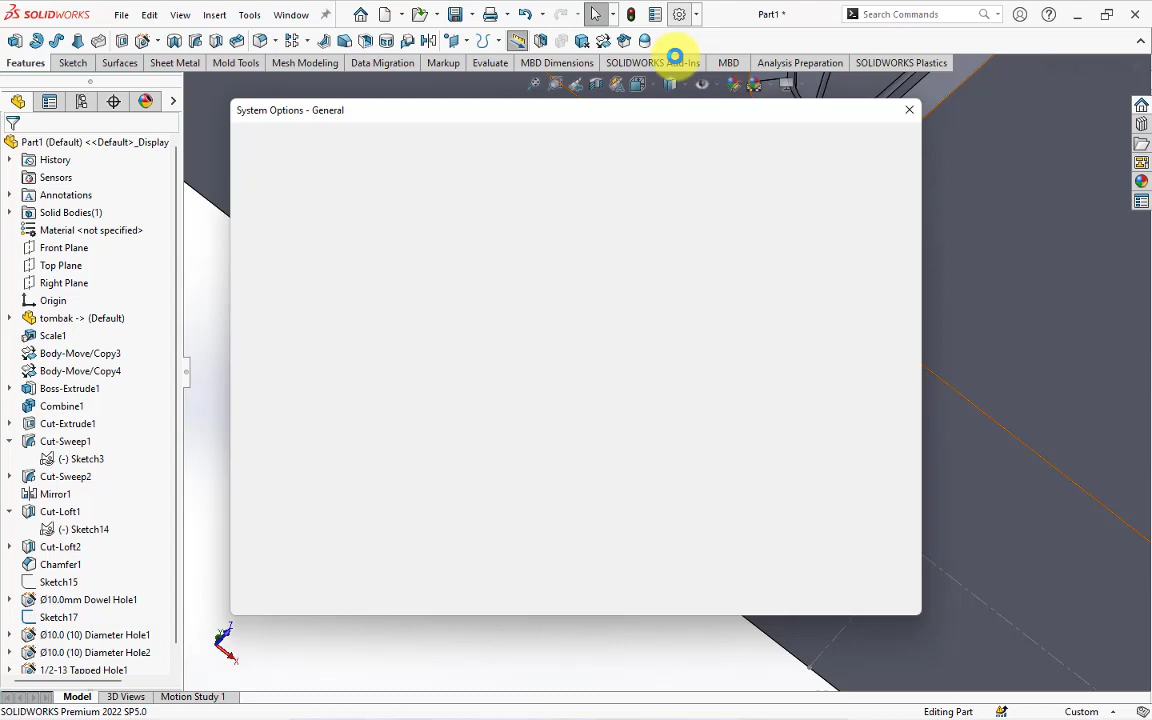 SOLIDWORKS File Edit View Insert Tools Window Part1 * Search Commands
Features Sketch Surfaces Sheet Metal Mold Tools Mesh Modeling Data Migration Markup Evaluate MBD Dimensions SOLIDWORKS Add-Ins MBD Analysis Preparation SOLIDWORKS Plastics
System Options - General
Part1 (Default) <<Default>_Display
History
Sensors
Annotations
Solid Bodies(1)
Material <not specified>
Front Plane
Top Plane
Right Plane
Origin
tombak -> (Default)
Scale1
Body-Move/Copy3
Body-Move/Copy4
Boss-Extrude1
Combine1
Cut-Extrude1
Cut-Sweep1
(-) Sketch3
Cut-Sweep2
Mirror1
Cut-Loft1
(-) Sketch14
Cut-Loft2
Chamfer1
Sketch15
Ø10.0mm Dowel Hole1
Sketch17
Ø10.0 (10) Diameter Hole1
Ø10.0 (10) Diameter Hole2
1/2-13 Tapped Hole1
Z
Y
X
Model 3D Views Motion Study 1
SOLIDWORKS Premium 2022 SP5.0 Editing Part Custom